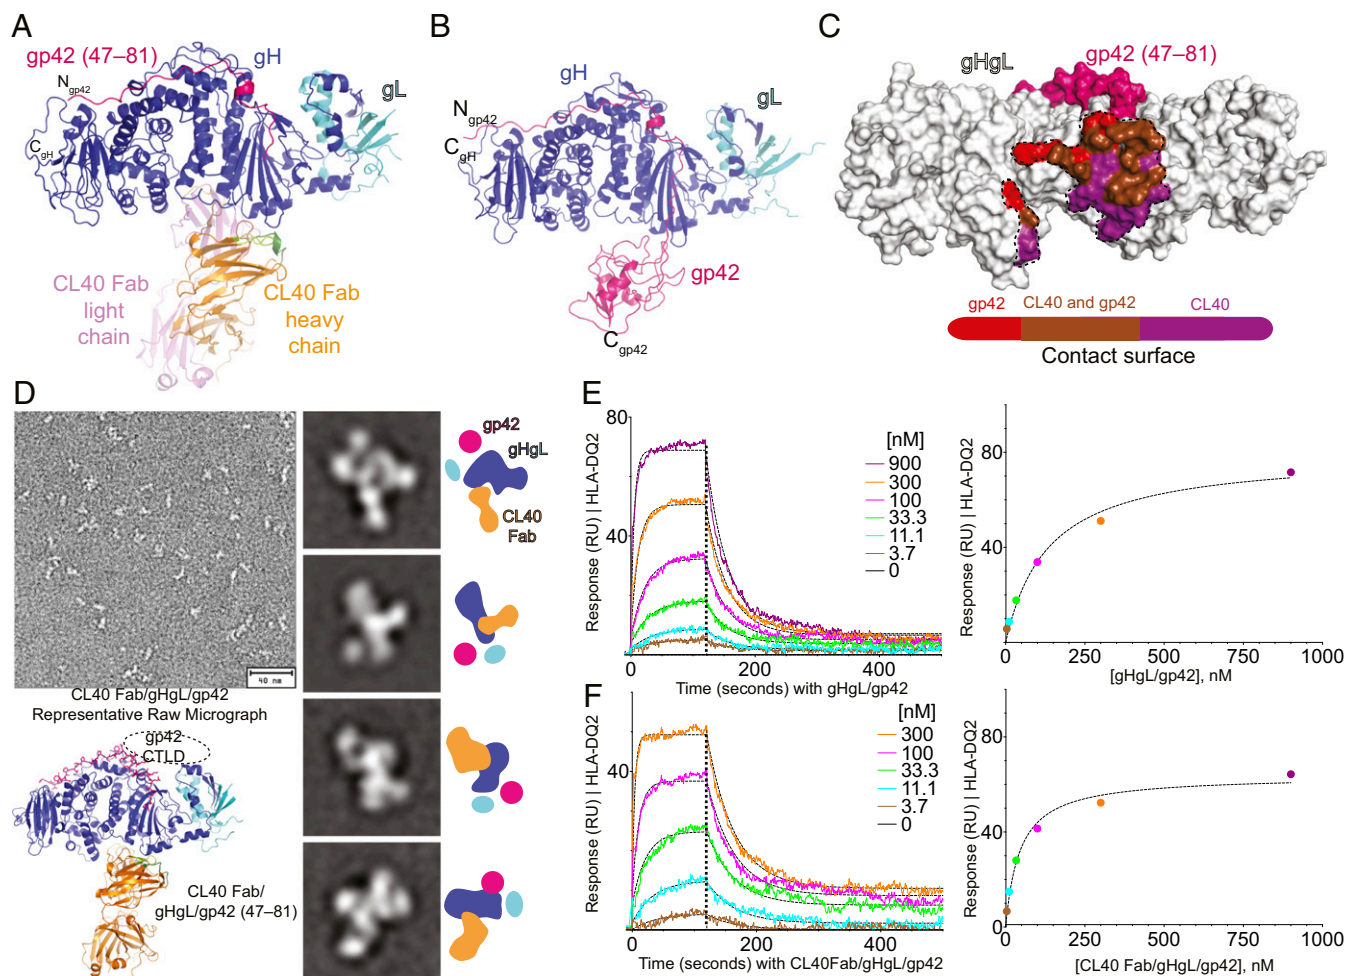 A
gp42 (47–81)
gH
gL
Ngp42
CgH
CL40 Fab
light
chain
CL40 Fab
heavy
chain
B
gH
gL
Ngp42
CgH
gp42
Cgp42
C
gHgL
gp42 (47–81)
gp42
CL40 and gp42
CL40
Contact surface
D
40 nm
CL40 Fab/gHgL/gp42
Representative Raw Micrograph
gp42
CTLD
CL40 Fab/
gHgL/gp42 (47–81)
gp42
gHgL
CL40
Fab
E
Response (RU) | HLA-DQ2
80
40
0
0
200
400
Time (seconds) with gHgL/gp42
[nM]
900
300
100
33.3
11.1
3.7
0
Response (RU) | HLA-DQ2
80
40
0
0
250
500
750
1000
[gHgL/gp42], nM
F
Response (RU) | HLA-DQ2
40
0
0
200
400
Time (seconds) with CL40Fab/gHgL/gp42
[nM]
300
100
33.3
11.1
3.7
0
Response (RU) | HLA-DQ2
80
40
0
0
250
500
750
1000
[CL40 Fab/gHgL/gp42], nM